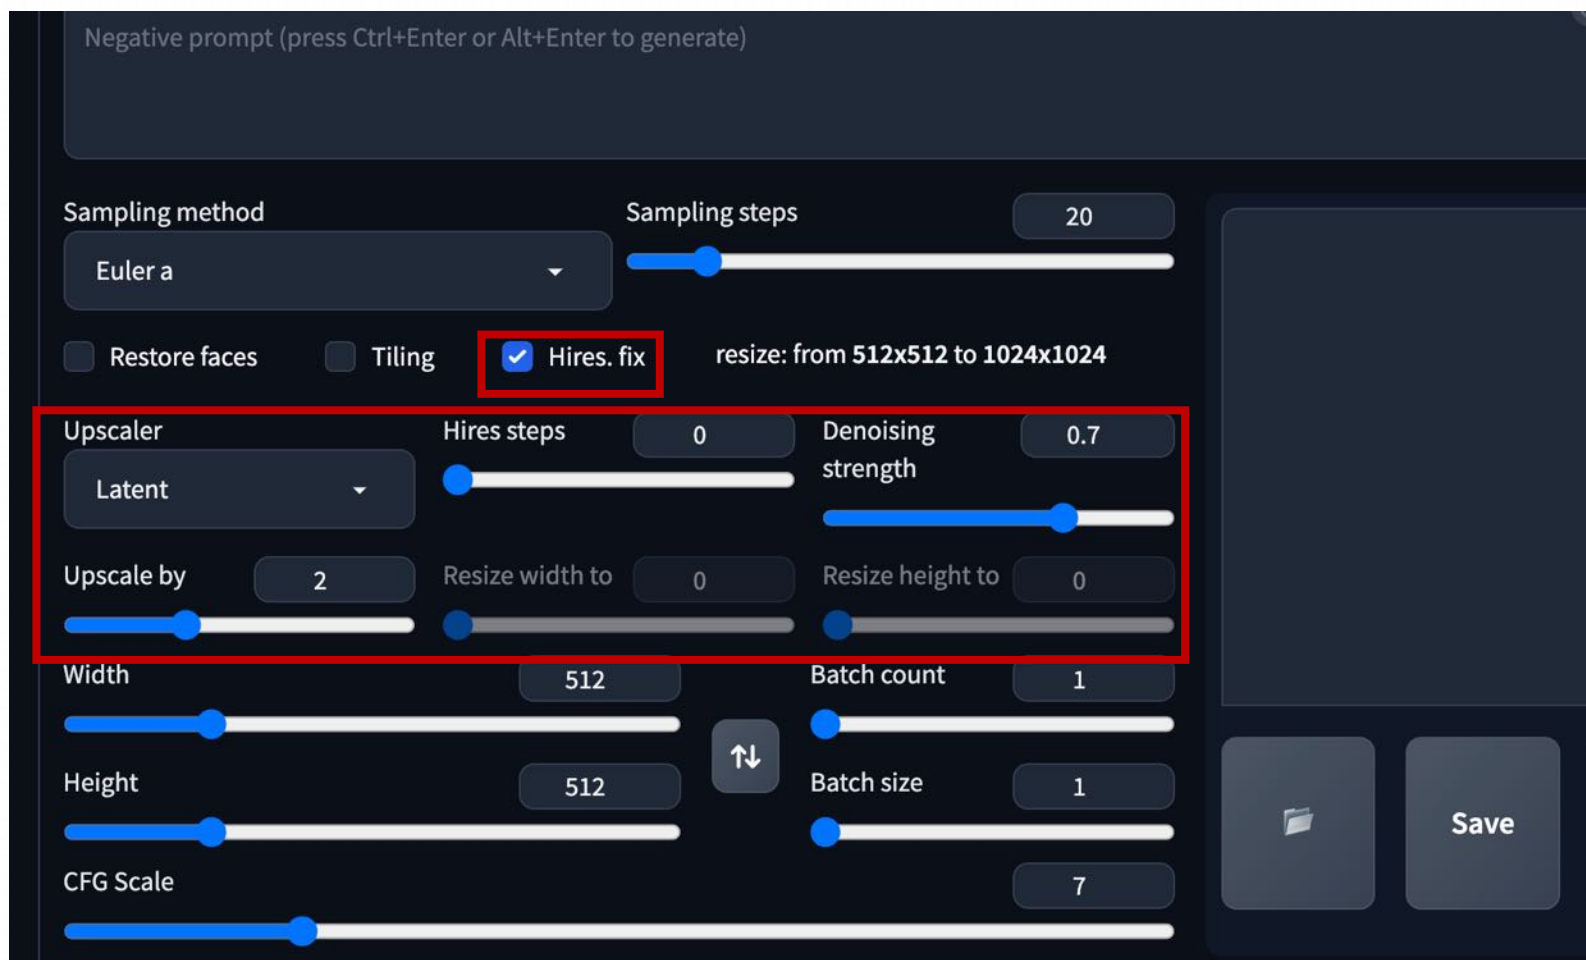 Negative prompt (press Ctrl+Enter or Alt+Enter to generate)
Sampling method
Sampling steps
20
Euler a
Restore faces
Tiling
Hires. fix
resize: from 512x512 to 1024x1024
Upscaler
Hires steps
0
Denoising
strength
0.7
Latent
Upscale by
2
Resize width to
0
Resize height to
0
Width
512
Batch count
1
Height
512
Batch size
1
Save
CFG Scale
7